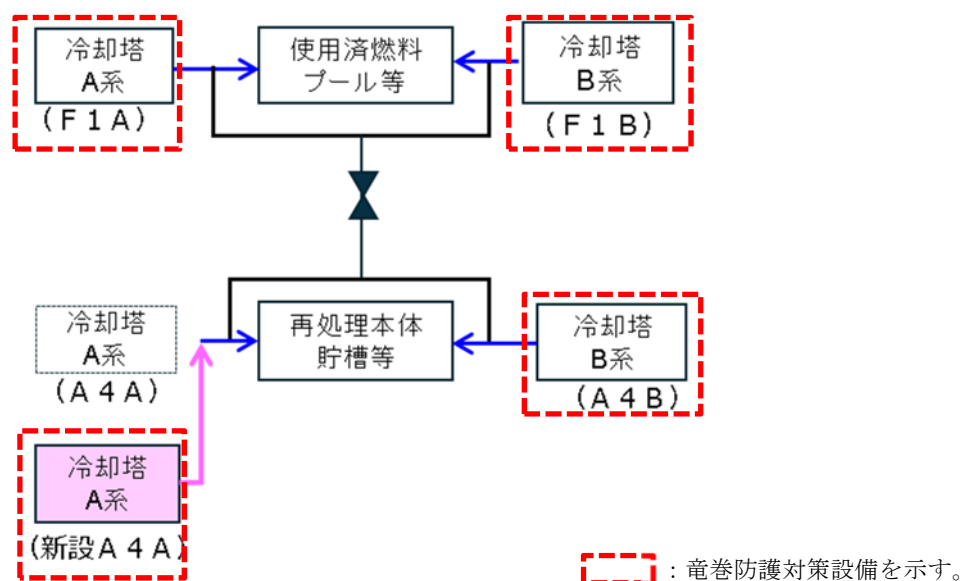 冷却塔
A系
(F1A)
使用済燃料
プール等
冷却塔
B系
(F1B)
冷却塔
A系
(A4A)
再処理本体
貯槽等
冷却塔
B系
(A4B)
冷却塔
A系
(新設A4A)
:竜巻防護対策設備を示す。